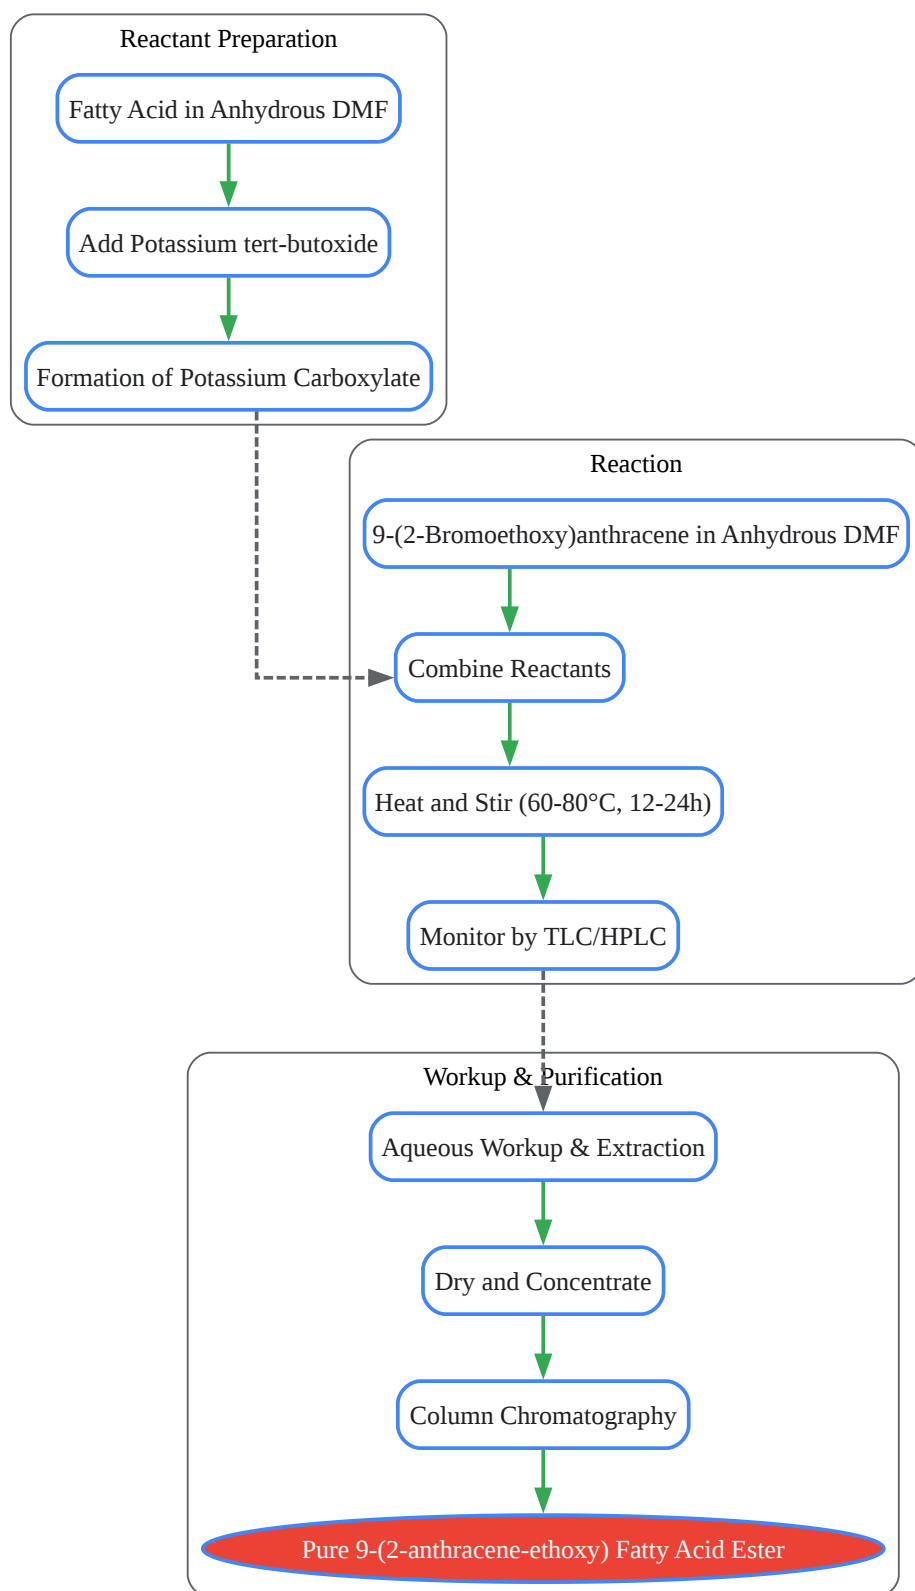 Reactant Preparation
Fatty Acid in Anhydrous DMF
Add Potassium tert-butoxide
Formation of Potassium Carboxylate
Reaction
9-(2-Bromoethoxy)anthracene in Anhydrous DMF
Combine Reactants
Heat and Stir (60-80°C, 12-24h)
Monitor by TLC/HPLC
Workup & Purification
Aqueous Workup & Extraction
Dry and Concentrate
Column Chromatography
Pure 9-(2-anthracene-ethoxy) Fatty Acid Ester